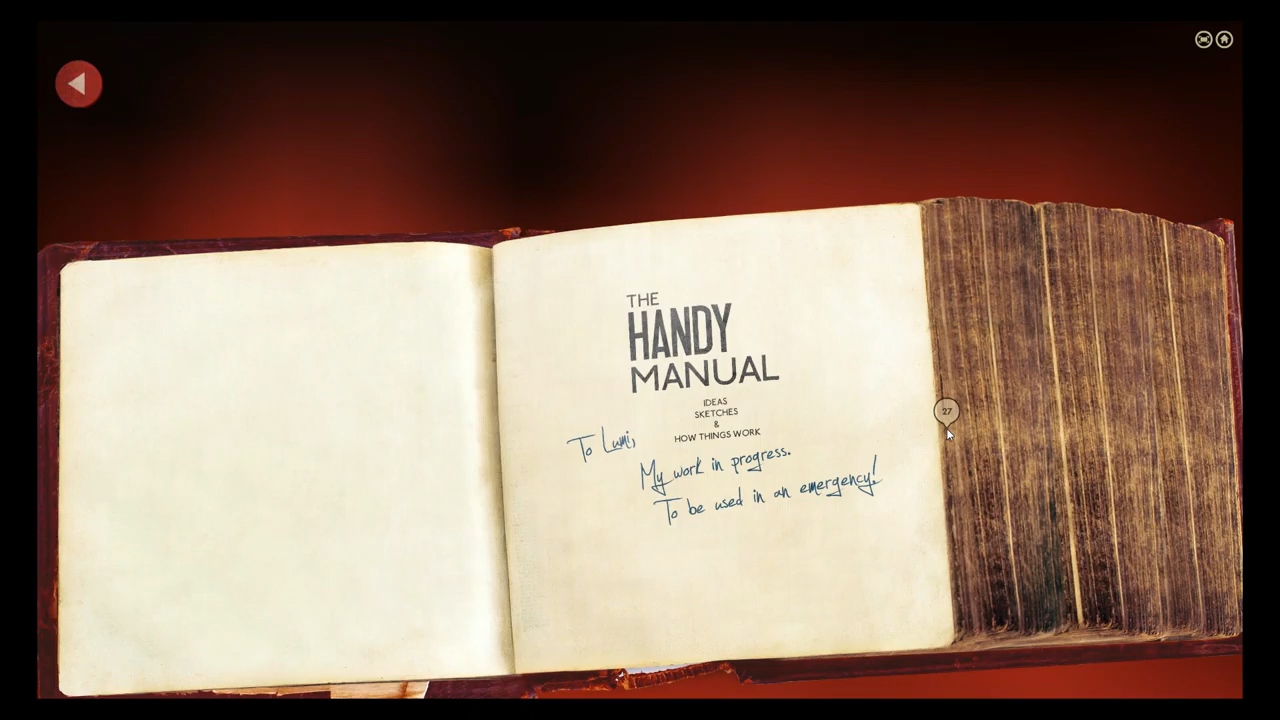 THE
HANDY
MANUAL
IDEAS
SKETCHES
&
HOW THINGS WORK
To Lumi,
My work in progress.
To be used in an emergency!
27